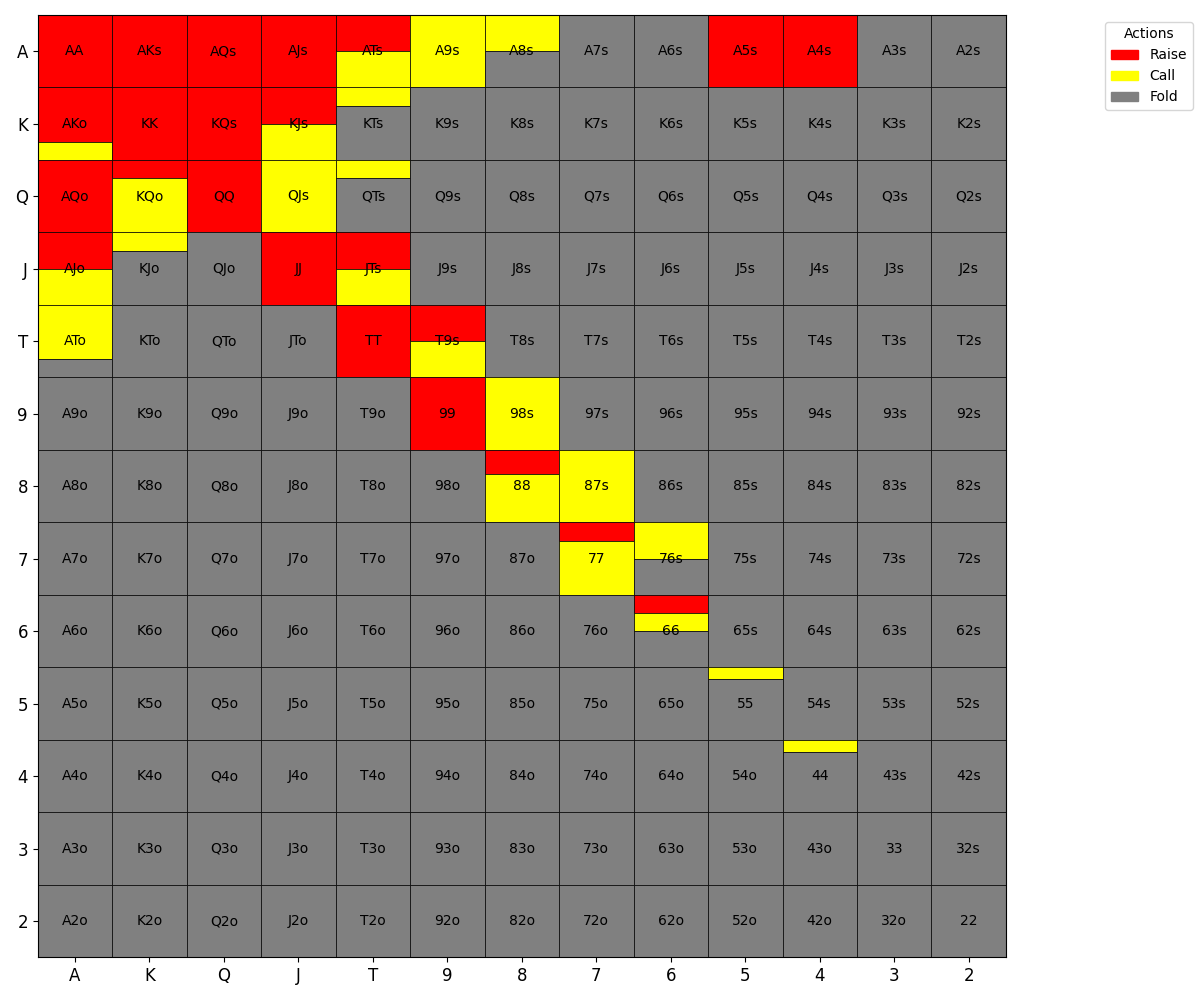 A AA AKs AQs AJs ATs A9s A8s A7s A6s A5s A4s A3s A2s
K AKo KK KQs KJs KTs K9s K8s K7s K6s K5s K4s K3s K2s
Q AQo KQo QQ QJs QTs Q9s Q8s Q7s Q6s Q5s Q4s Q3s Q2s
J AJo KJo QJo JJ JTs J9s J8s J7s J6s J5s J4s J3s J2s
T ATo KTo QTo JTo TT T9s T8s T7s T6s T5s T4s T3s T2s
9 A9o K9o Q9o J9o T9o 99 98s 97s 96s 95s 94s 93s 92s
8 A8o K8o Q8o J8o T8o 98o 88 87s 86s 85s 84s 83s 82s
7 A7o K7o Q7o J7o T7o 97o 87o 77 76s 75s 74s 73s 72s
6 A6o K6o Q6o J6o T6o 96o 86o 76o 66 65s 64s 63s 62s
5 A5o K5o Q5o J5o T5o 95o 85o 75o 65o 55 54s 53s 52s
4 A4o K4o Q4o J4o T4o 94o 84o 74o 64o 54o 44 43s 42s
3 A3o K3o Q3o J3o T3o 93o 83o 73o 63o 53o 43o 33 32s
2 A2o K2o Q2o J2o T2o 92o 82o 72o 62o 52o 42o 32o 22
A K Q J T 9 8 7 6 5 4 3 2
Actions
Raise
Call
Fold